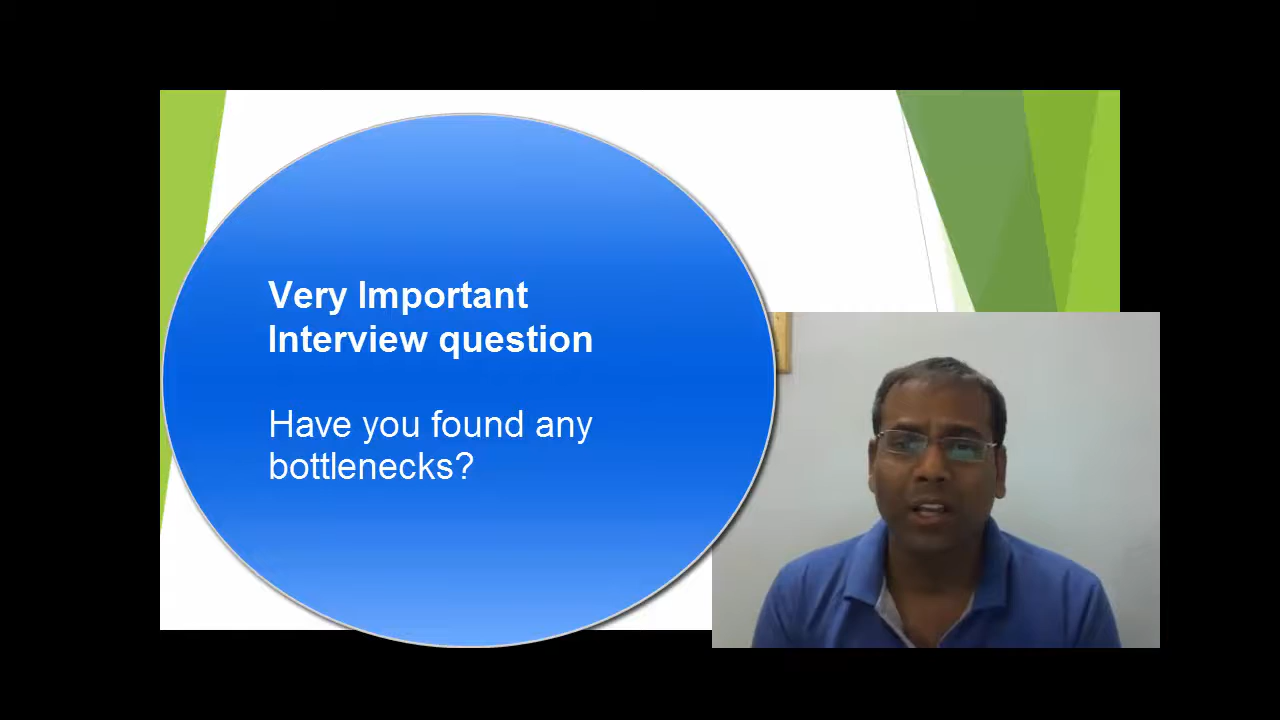 Very Important
Interview question
Have you found any
bottlenecks?